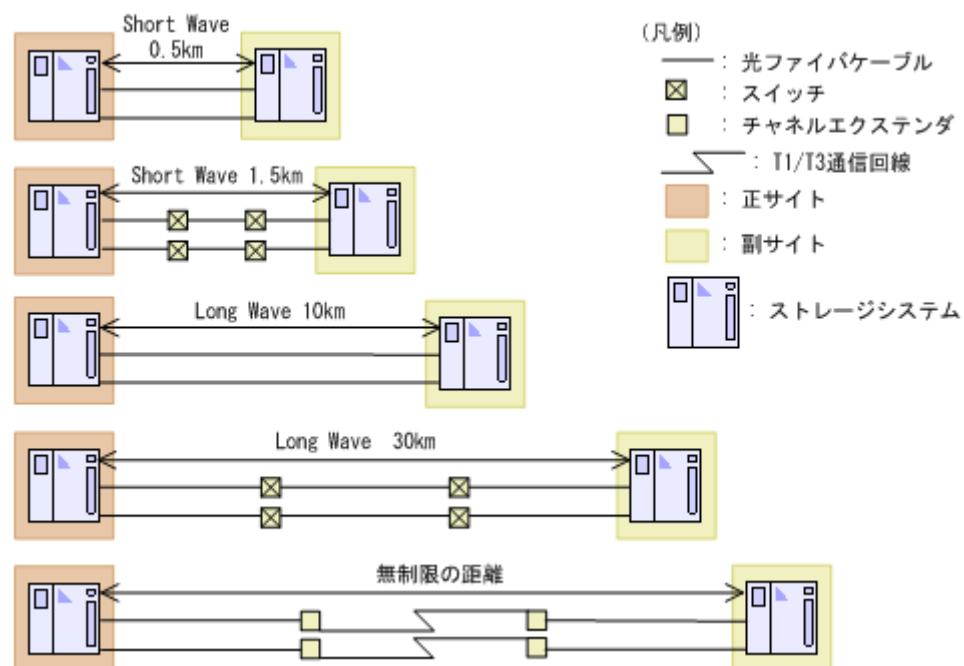 Short Wave
0.5km
Short Wave 1.5km
Long Wave 10km
Long Wave 30km
無制限の距離
(凡例)
: 光ファイバケーブル
: スイッチ
: チャネルエクステンダ
: T1/T3通信回線
: 正サイト
: 副サイト
: ストレージシステム